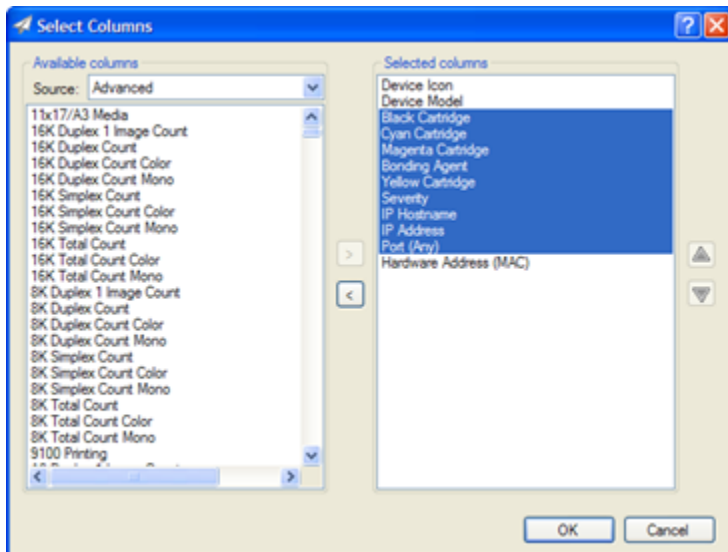 Select Columns
Available columns
Source: Advanced
11x17/A3 Media
16K Duplex 1 Image Count
16K Duplex Count
16K Duplex Count Color
16K Duplex Count Mono
16K Simplex Count
16K Simplex Count Color
16K Simplex Count Mono
16K Total Count
16K Total Count Color
16K Total Count Mono
8K Duplex 1 Image Count
8K Duplex Count
8K Duplex Count Color
8K Duplex Count Mono
8K Simplex Count
8K Simplex Count Color
8K Simplex Count Mono
8K Total Count
8K Total Count Color
8K Total Count Mono
9100 Printing
>
<
Selected columns
Device Icon
Device Model
Black Cartridge
Cyan Cartridge
Magenta Cartridge
Bonding Agent
Yellow Cartridge
Severity
IP Hostname
IP Address
Port (Any)
Hardware Address (MAC)
OK
Cancel